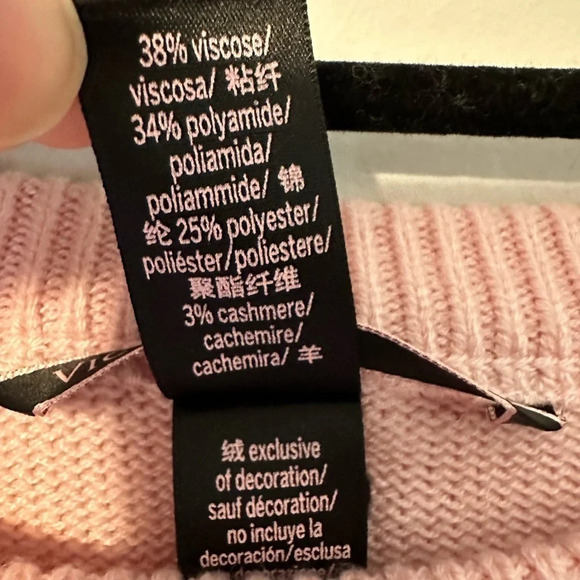 38% viscose/
viscosa/ 粘纤
34% polyamide/
poliamida/
poliammide/ 锦
纶 25% polyester/
poliéster/poliestere/
聚酯纤维
3% cashmere/
cachemire/
cachemira/ 羊
VIC
绒 exclusive
of decoration/
sauf décoration/
no incluye la
decoración/esclusa